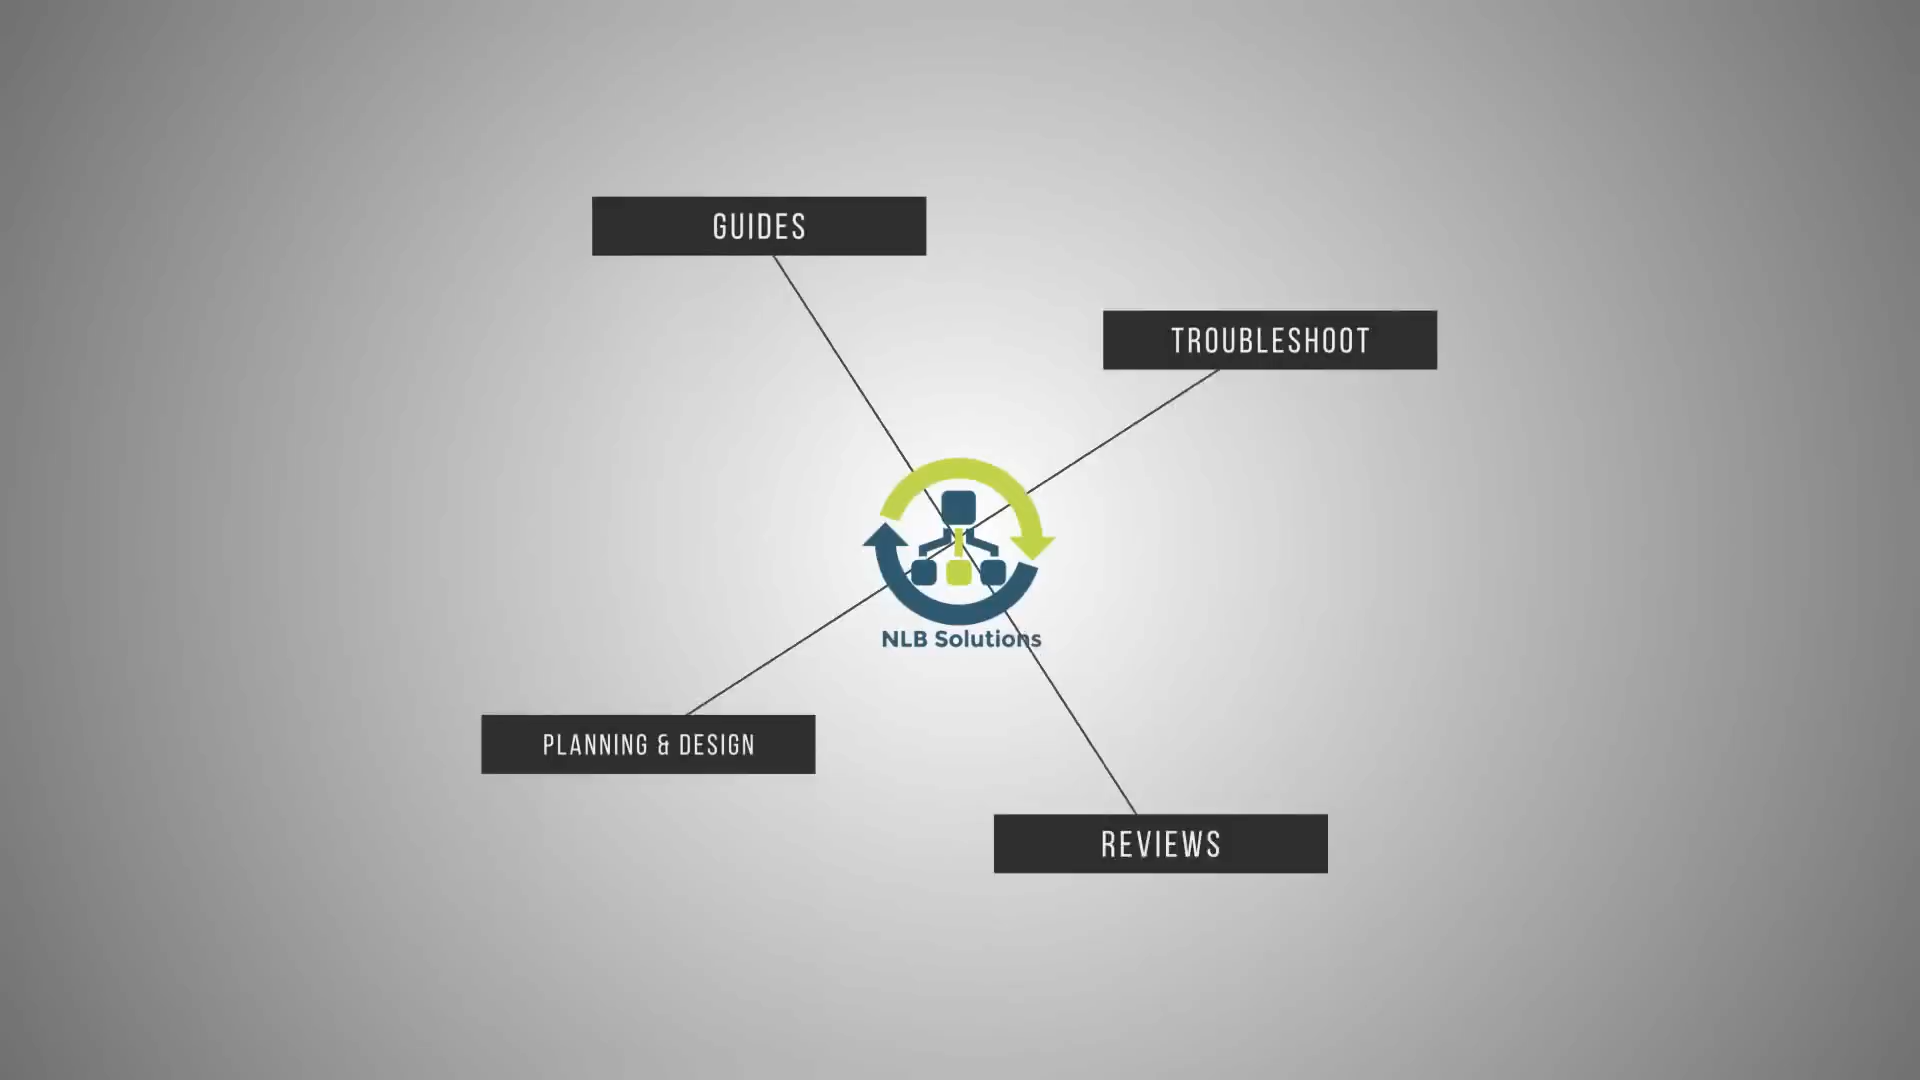 GUIDES
TROUBLESHOOT
NLB Solutions
PLANNING & DESIGN
REVIEWS